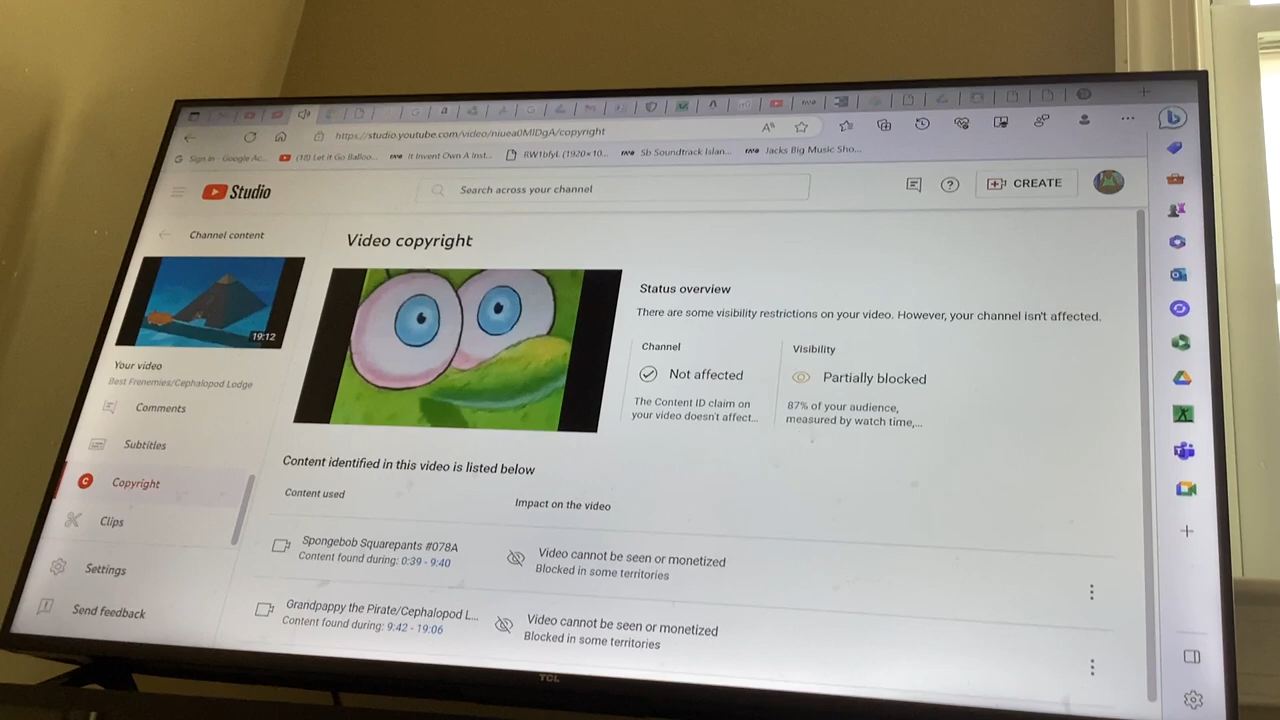 https://studio.youtube.com/video/niuea0MIDgA/copyright
Sign in - Google Ac...
(18) Let it Go Balloo...
It Invent Own A Inst...
RW1bfyL (1920×10...
Sb Soundtrack Islan...
Jacks Big Music Sho...
Studio
Search across your channel
CREATE
Channel content
Video copyright
19:12
Your video
Best Frenemies/Cephalopod Lodge
Comments
Subtitles
Copyright
Clips
Settings
Send feedback
Status overview
There are some visibility restrictions on your video. However, your channel isn't affected.
Channel
Not affected
The Content ID claim on
your video doesn't affect...
Visibility
Partially blocked
87% of your audience,
measured by watch time,...
Content identified in this video is listed below
Content used
Impact on the video
Spongebob Squarepants #078A
Content found during: 0:39 - 9:40
Video cannot be seen or monetized
Blocked in some territories
Grandpappy the Pirate/Cephalopod L...
Content found during: 9:42 - 19:06
Video cannot be seen or monetized
Blocked in some territories
TCL